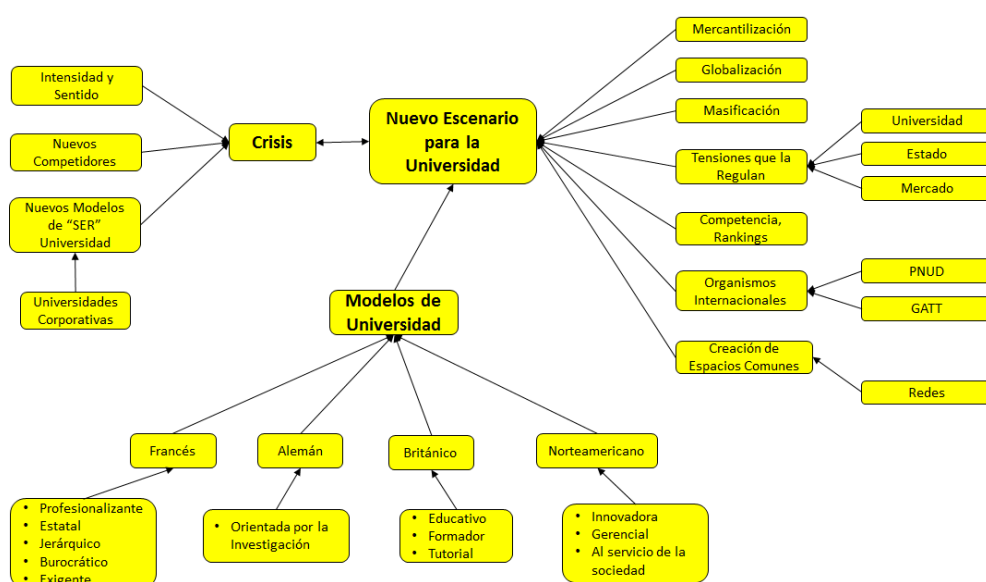 Mercantilización
Intensidad y
Sentido
Globalización
Nuevo Escenario
para la
Universidad
Masificación
Universidad
Crisis
Nuevos
Competidores
Tensiones que la
Regulan
Estado
Mercado
Nuevos Modelos
de “SER”
Universidad
Competencia,
Rankings
Universidades
Corporativas
Modelos de
Universidad
Organismos
Internacionales
PNUD
GATT
Creación de
Espacios Comunes
Redes
Francés
Alemán
Británico
Norteamericano
• Profesionalizante
• Estatal
• Jerárquico
• Burocrático
• Exigente
• Orientada por la
Investigación
• Educativo
• Formador
• Tutorial
• Innovadora
• Gerencial
• Al servicio de la
sociedad